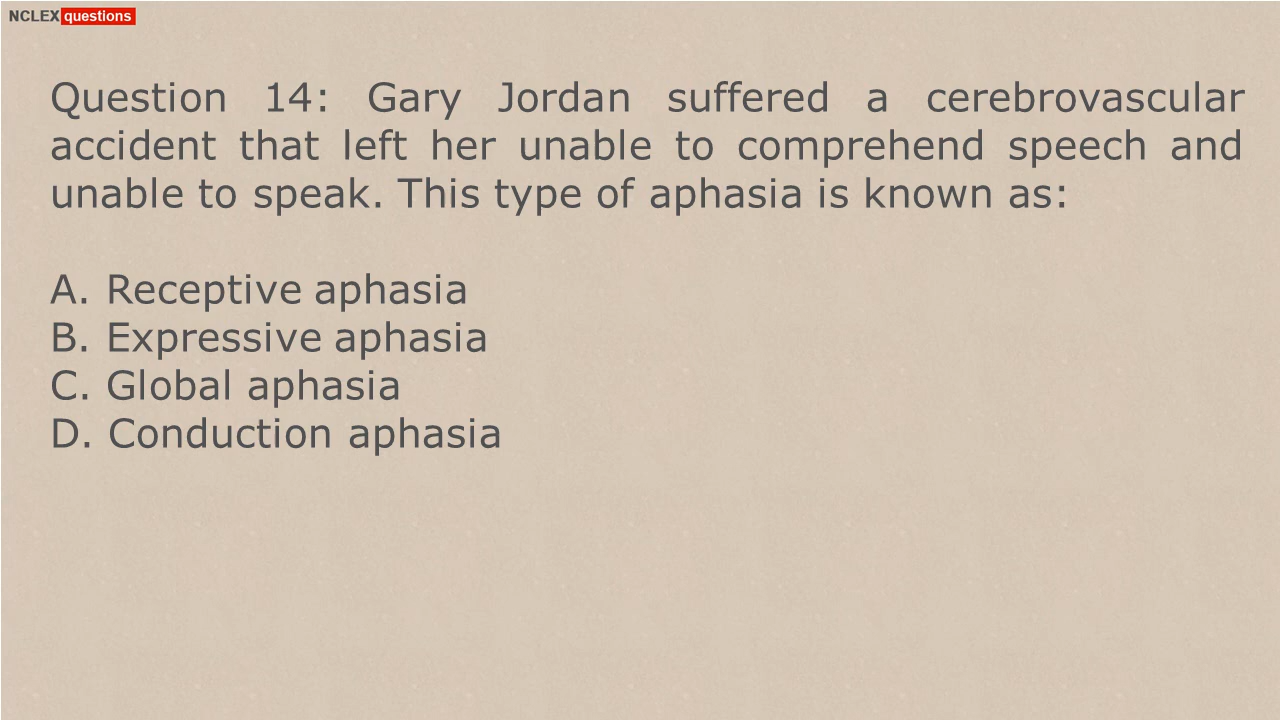 NCLEX questions
Question 14: Gary Jordan suffered a cerebrovascular
accident that left her unable to comprehend speech and
unable to speak. This type of aphasia is known as:
A. Receptive aphasia
B. Expressive aphasia
C. Global aphasia
D. Conduction aphasia